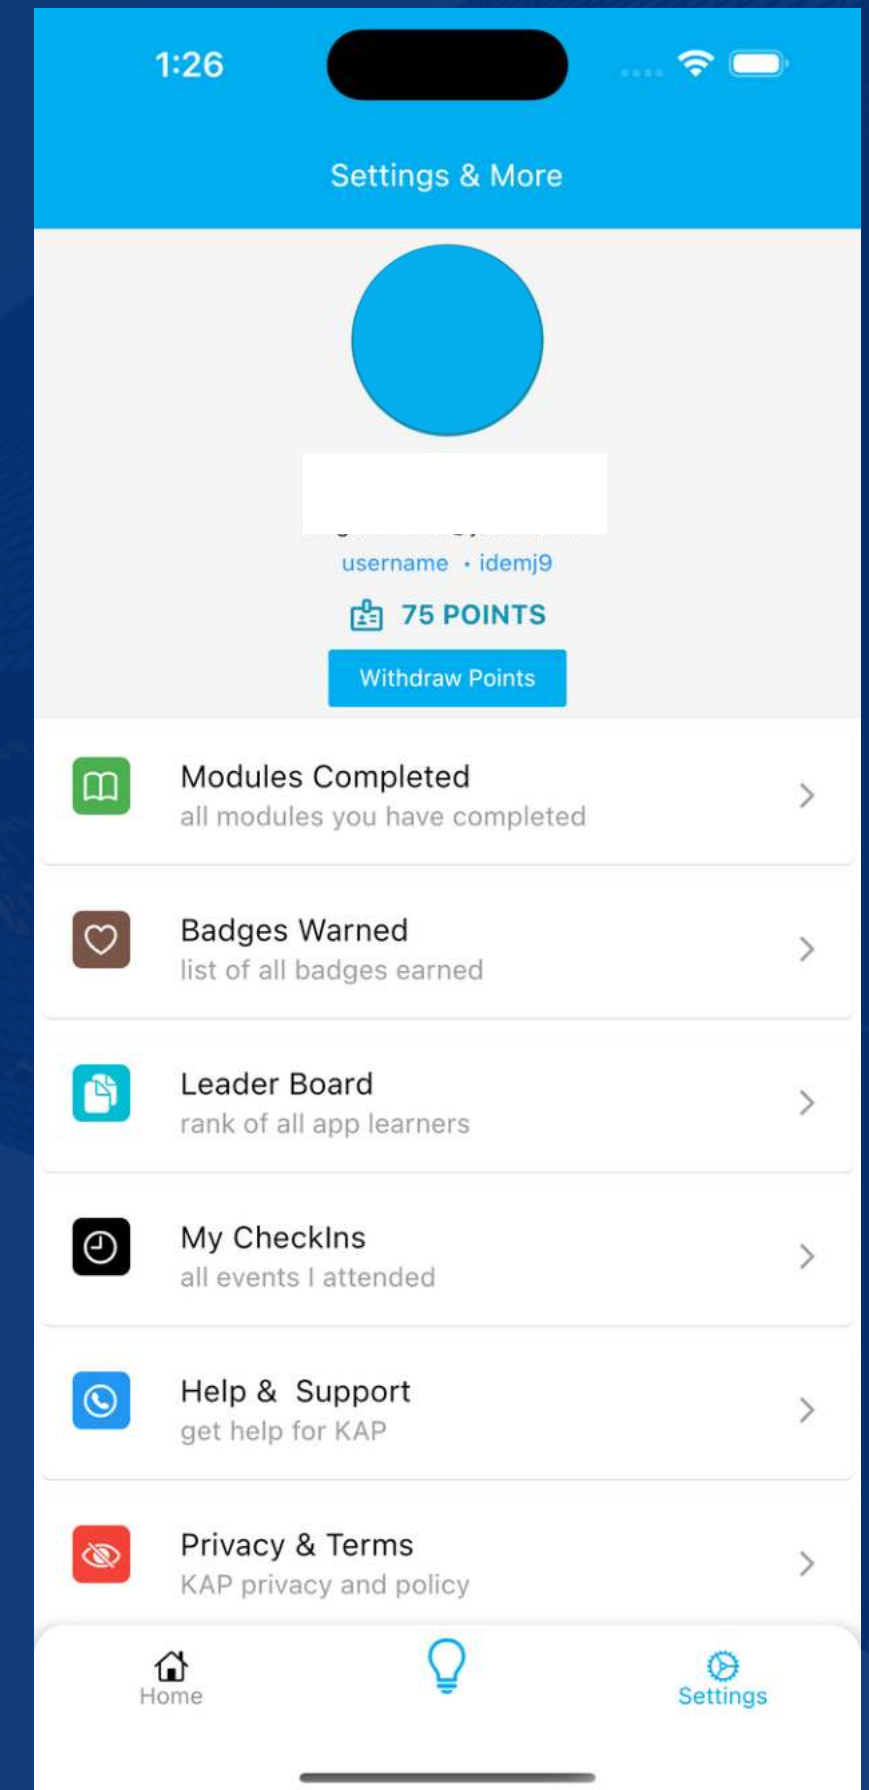 1:26
Settings & More
username • idemj9
75 POINTS
Withdraw Points
Modules Completed
all modules you have completed
Badges Warned
list of all badges earned
Leader Board
rank of all app learners
My CheckIns
all events I attended
Help & Support
get help for KAP
Privacy & Terms
KAP privacy and policy
Home
Settings